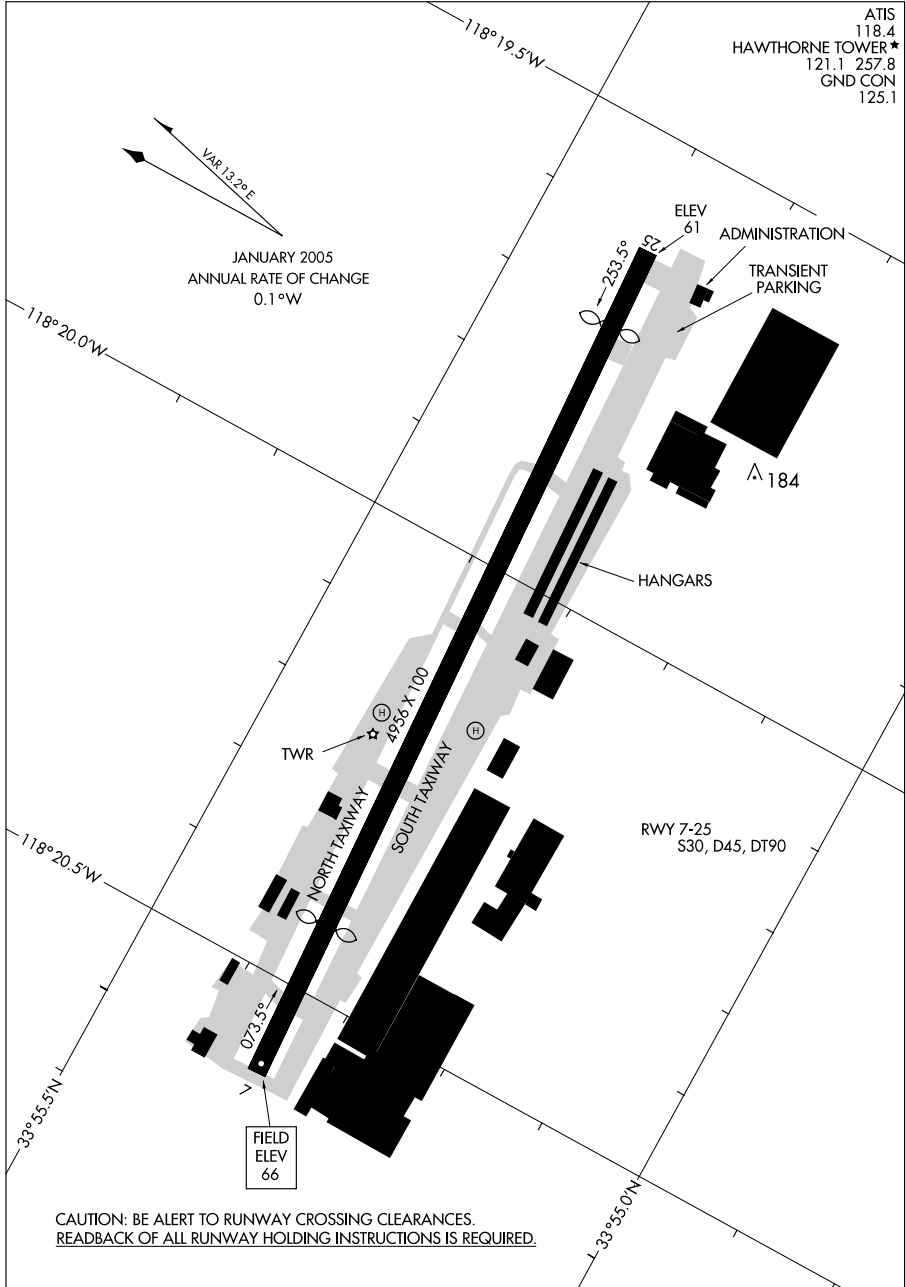 ATIS
118.4
HAWTHORNE TOWER★
121.1 257.8
GND CON
125.1
118°19.5'W
VAR 13.2° E
JANUARY 2005
ANNUAL RATE OF CHANGE
0.1°W
ELEV
61
25
253.5°
ADMINISTRATION
TRANSIENT
PARKING
118°20.0'W
184
HANGARS
H
4956 X 100
H
TWR
SOUTH TAXIWAY
NORTH TAXIWAY
RWY 7-25
S30, D45, DT90
118°20.5'W
073.5°
7
33°55.5'N
FIELD
ELEV
66
33°55.0'N
CAUTION: BE ALERT TO RUNWAY CROSSING CLEARANCES.
READBACK OF ALL RUNWAY HOLDING INSTRUCTIONS IS REQUIRED.